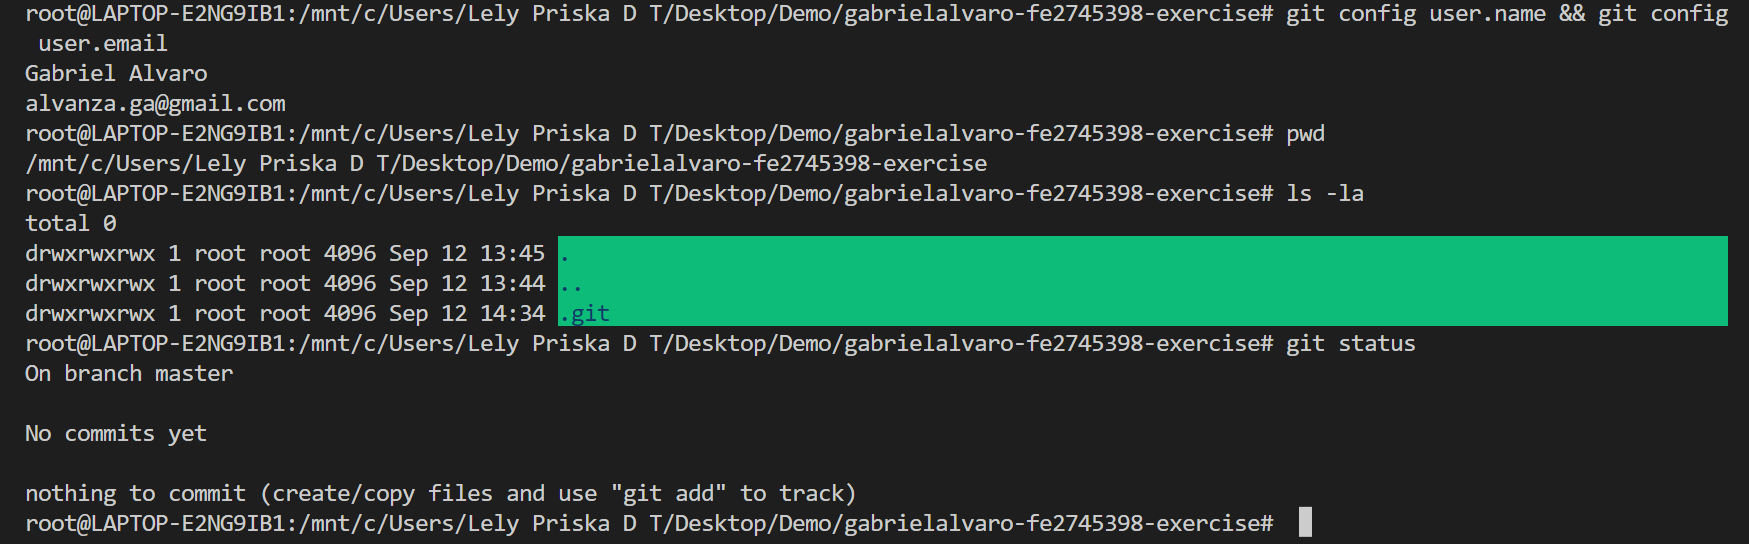 root@LAPTOP-E2NG9IB1:/mnt/c/Users/Lely Priska D T/Desktop/Demo/gabrielalvaro-fe2745398-exercise# git config user.name && git config
 user.email
Gabriel Alvaro
alvanza.ga@gmail.com
root@LAPTOP-E2NG9IB1:/mnt/c/Users/Lely Priska D T/Desktop/Demo/gabrielalvaro-fe2745398-exercise# pwd
/mnt/c/Users/Lely Priska D T/Desktop/Demo/gabrielalvaro-fe2745398-exercise
root@LAPTOP-E2NG9IB1:/mnt/c/Users/Lely Priska D T/Desktop/Demo/gabrielalvaro-fe2745398-exercise# ls -la
total 0
drwxrwxrwx 1 root root 4096 Sep 12 13:45 .
drwxrwxrwx 1 root root 4096 Sep 12 13:44 ..
drwxrwxrwx 1 root root 4096 Sep 12 14:34 .git
root@LAPTOP-E2NG9IB1:/mnt/c/Users/Lely Priska D T/Desktop/Demo/gabrielalvaro-fe2745398-exercise# git status
On branch master

No commits yet

nothing to commit (create/copy files and use "git add" to track)
root@LAPTOP-E2NG9IB1:/mnt/c/Users/Lely Priska D T/Desktop/Demo/gabrielalvaro-fe2745398-exercise#